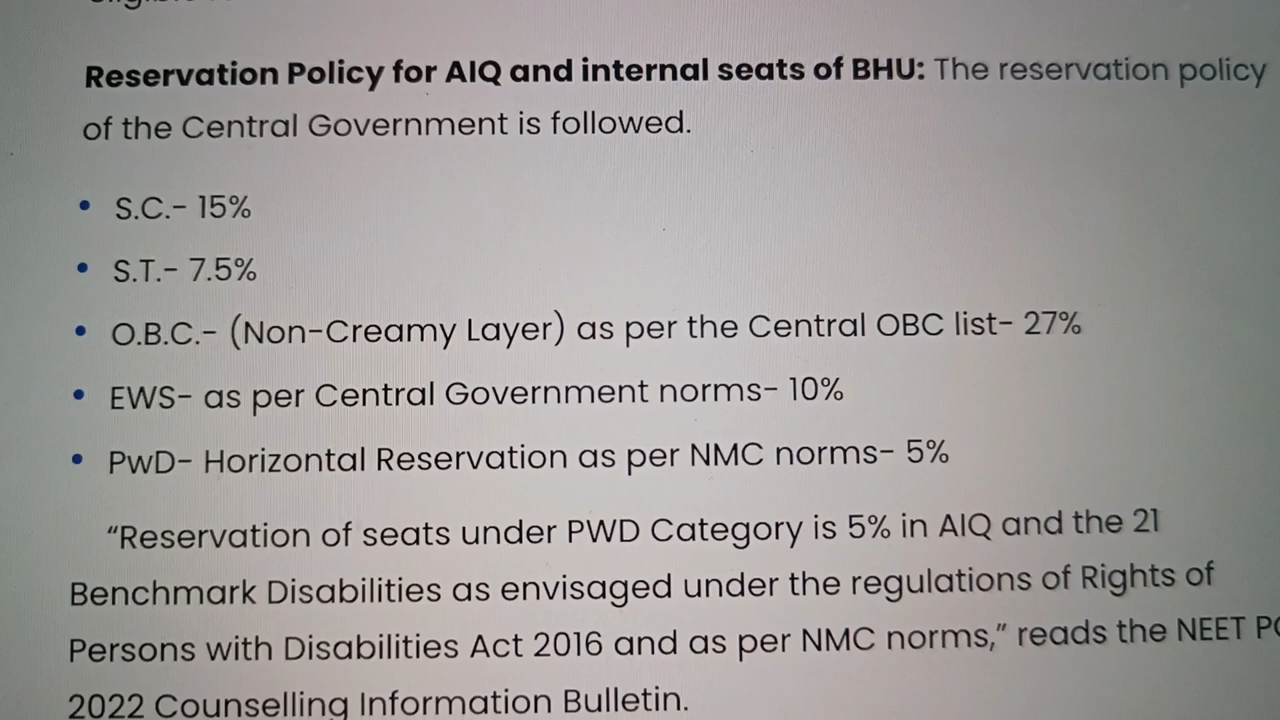 Reservation Policy for AIQ and internal seats of BHU: The reservation policy
of the Central Government is followed.
• S.C.- 15%
• S.T.- 7.5%
• O.B.C.- (Non-Creamy Layer) as per the Central OBC list- 27%
• EWS- as per Central Government norms- 10%
• PwD- Horizontal Reservation as per NMC norms- 5%
“Reservation of seats under PWD Category is 5% in AIQ and the 21
Benchmark Disabilities as envisaged under the regulations of Rights of
Persons with Disabilities Act 2016 and as per NMC norms,” reads the NEET
2022 Counselling Information Bulletin.